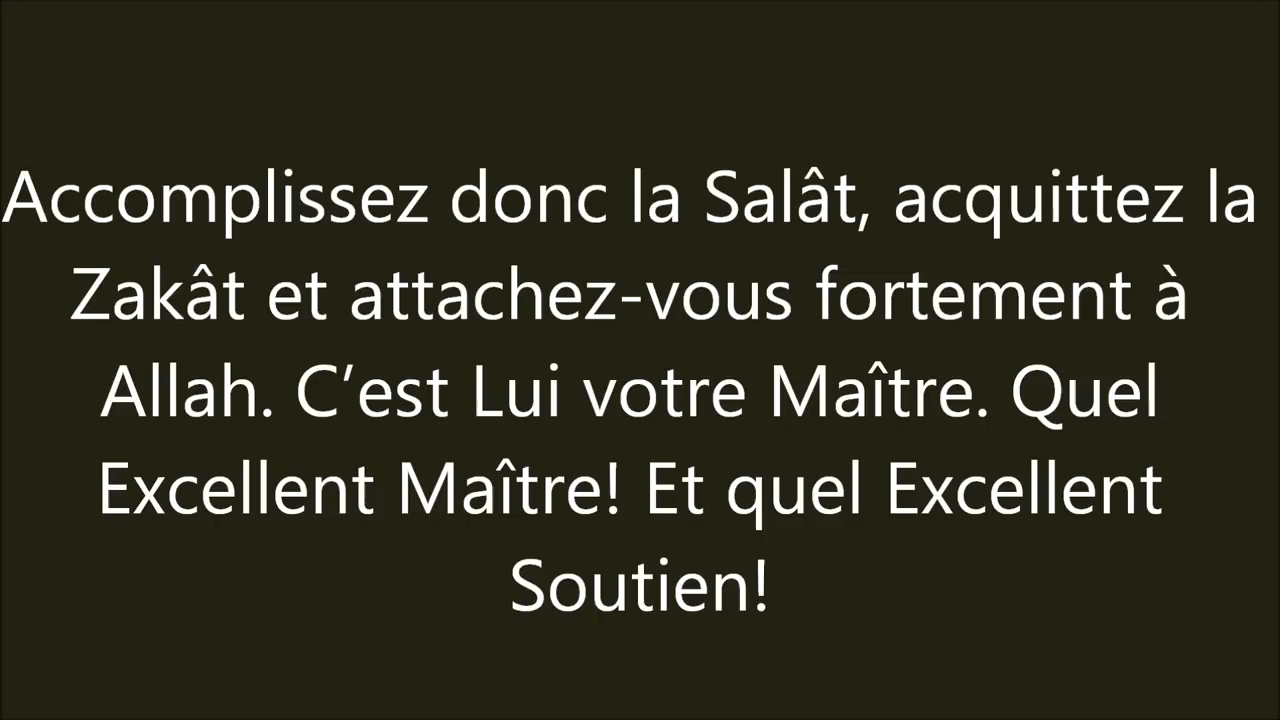 Accomplissez donc la Salât, acquittez la
Zakât et attachez-vous fortement à
Allah. C’est Lui votre Maître. Quel
Excellent Maître! Et quel Excellent
Soutien!